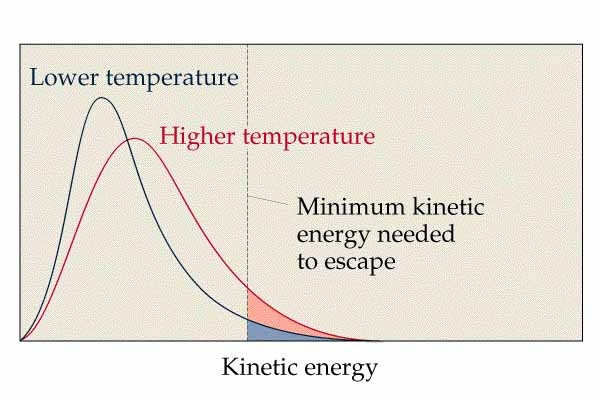 Lower temperature
Higher temperature
Minimum kinetic
energy needed
to escape
Kinetic energy